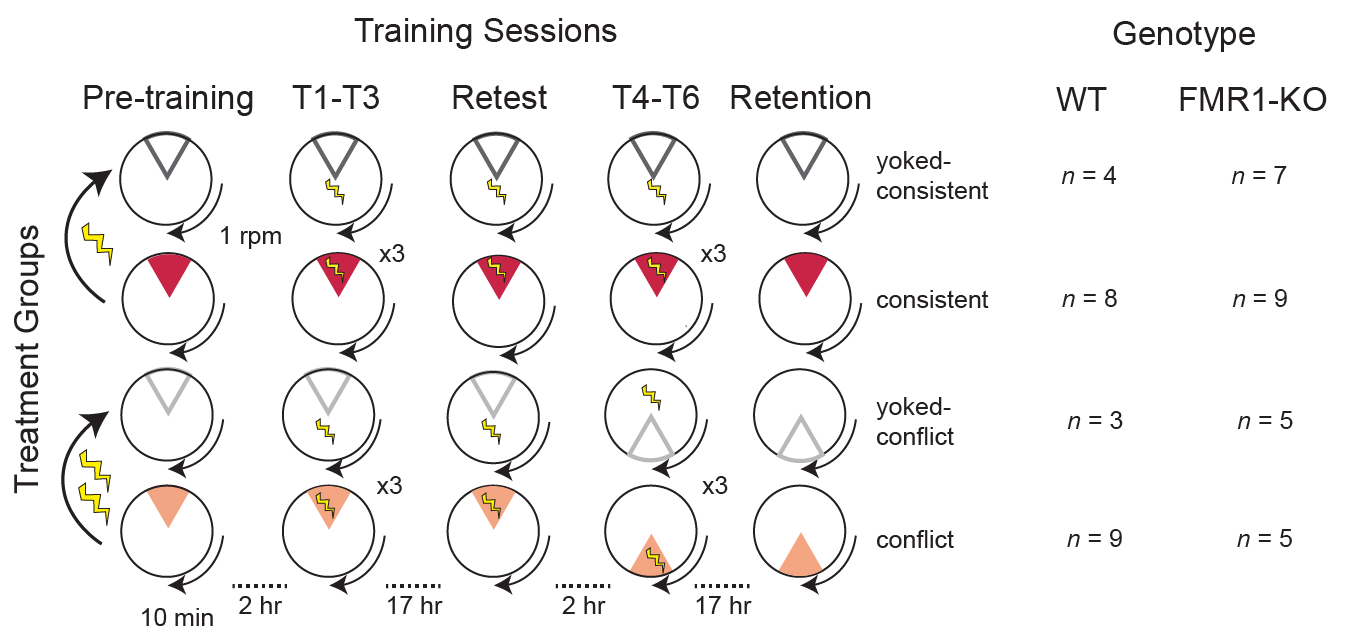 Training Sessions
Genotype
Pre-training
T1-T3
Retest
T4-T6
Retention
WT
FMR1-KO
Treatment Groups
yoked-
consistent
n = 4
n = 7
1 rpm
x3
x3
consistent
n = 8
n = 9
yoked-
conflict
n = 3
n = 5
x3
x3
conflict
n = 9
n = 5
10 min
2 hr
17 hr
2 hr
17 hr